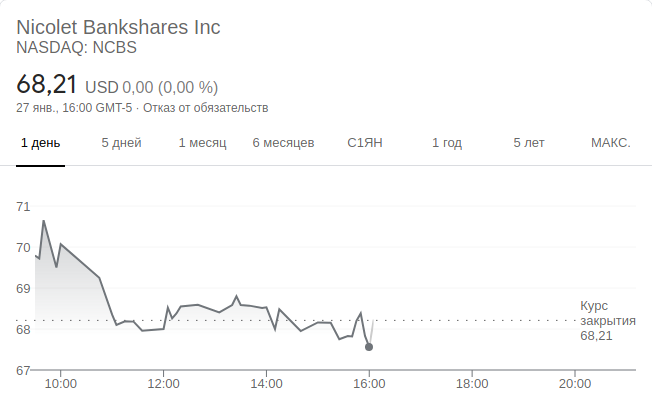 Nicolet Bankshares Inc
NASDAQ: NCBS
68,21 USD 0,00 (0,00 %)
27 янв., 16:00 GMT-5 · Отказ от обязательств
1 день 5 дней 1 месяц 6 месяцев С1ЯН 1 год 5 лет МАКС.
71
70
69
68
67
Курс
закрытия
68,21
10:00 12:00 14:00 16:00 18:00 20:00